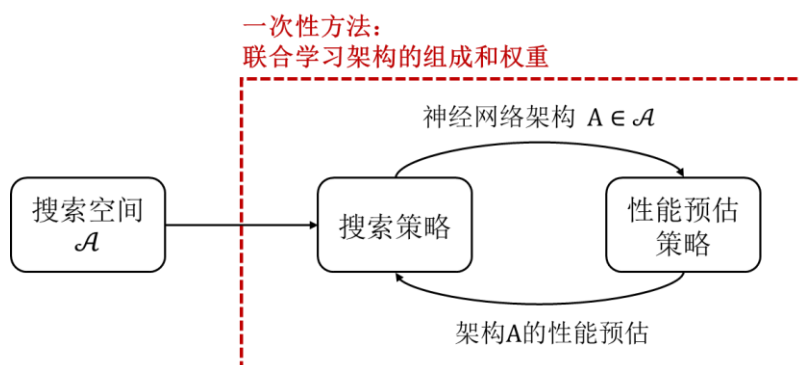 一次性方法：
联合学习架构的组成和权重
神经网络架构 A ∈ 𝒜
搜索空间
𝒜
搜索策略
性能预估
策略
架构A的性能预估